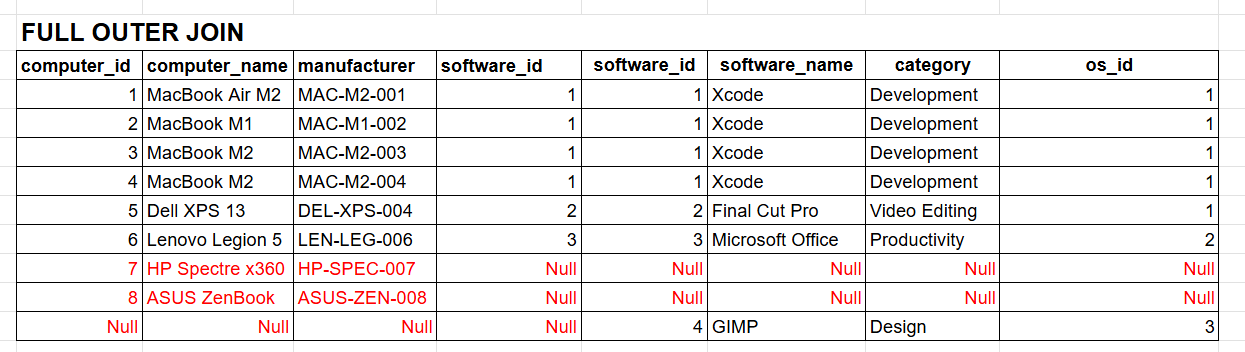 FULL OUTER JOIN
computer_id computer_name manufacturer software_id software_id software_name category os_id
1 MacBook Air M2 MAC-M2-001 1 1 Xcode Development 1
2 MacBook M1 MAC-M1-002 1 1 Xcode Development 1
3 MacBook M2 MAC-M2-003 1 1 Xcode Development 1
4 MacBook M2 MAC-M2-004 1 1 Xcode Development 1
5 Dell XPS 13 DEL-XPS-004 2 2 Final Cut Pro Video Editing 1
6 Lenovo Legion 5 LEN-LEG-006 3 3 Microsoft Office Productivity 2
7 HP Spectre x360 HP-SPEC-007 Null Null Null Null Null
8 ASUS ZenBook ASUS-ZEN-008 Null Null Null Null Null
Null Null Null Null 4 GIMP Design 3